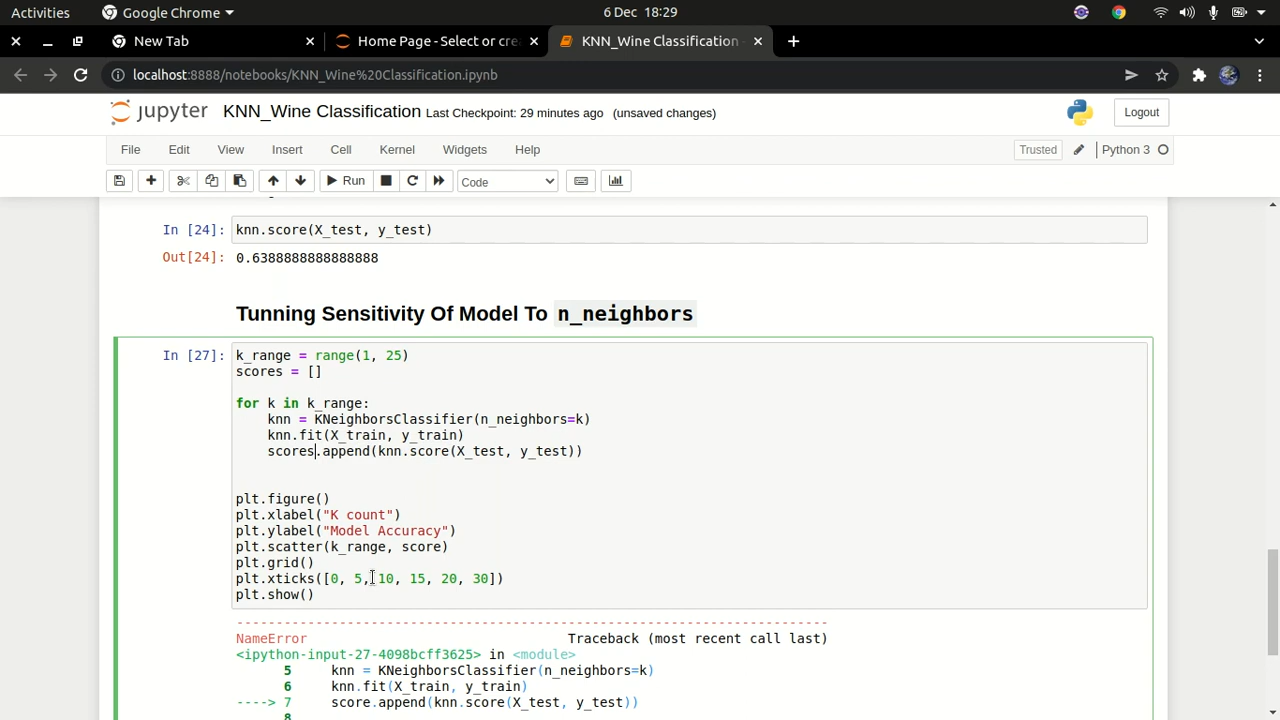 Activities
Google Chrome
6 Dec 18:29
New Tab
Home Page - Select or cre
KNN_Wine Classification -
localhost:8888/notebooks/KNN_Wine%20Classification.ipynb
jupyter
KNN_Wine Classification Last Checkpoint: 29 minutes ago (unsaved changes)
Logout
File Edit View Insert Cell Kernel Widgets Help
Trusted
Python 3
Run
Code
In [24]: knn.score(X_test, y_test)
Out[24]: 0.6388888888888888
Tunning Sensitivity Of Model To n_neighbors
In [27]: k_range = range(1, 25)
scores = []
for k in k_range:
knn = KNeighborsClassifier(n_neighbors=k)
knn.fit(X_train, y_train)
scores.append(knn.score(X_test, y_test))
plt.figure()
plt.xlabel("K count")
plt.ylabel("Model Accuracy")
plt.scatter(k_range, score)
plt.grid()
plt.xticks([0, 5, 10, 15, 20, 30])
plt.show()
---------------------------------------------------------------------------
NameError Traceback (most recent call last)
<ipython-input-27-4098bcff3625> in <module>
5 knn = KNeighborsClassifier(n_neighbors=k)
6 knn.fit(X_train, y_train)
----> 7 score.append(knn.score(X_test, y_test))
8